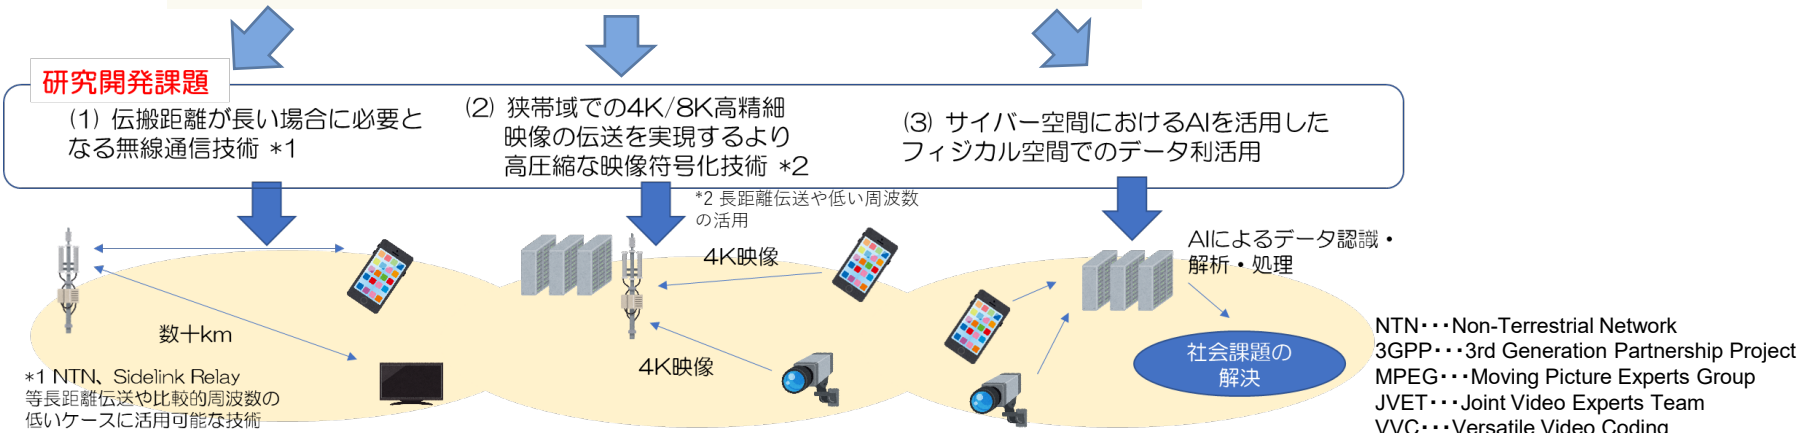 研究開発課題
(1) 伝搬距離が長い場合に必要と
なる無線通信技術 *1
(2) 狭帯域での4K/8K高精細
映像の伝送を実現するより
高圧縮な映像符号化技術 *2
(3) サイバー空間におけるAIを活用した
フィジカル空間でのデータ利活用
*2 長距離伝送や低い周波数
の活用
数十km
*1 NTN、Sidelink Relay
等長距離伝送や比較的周波数の
低いケースに活用可能な技術
4K映像
4K映像
AIによるデータ認識・
解析・処理
社会課題の
解決
NTN・・・Non-Terrestrial Network
3GPP・・・3rd Generation Partnership Project
MPEG・・・Moving Picture Experts Group
JVET・・・Joint Video Experts Team
VVC・・・Versatile Video Coding